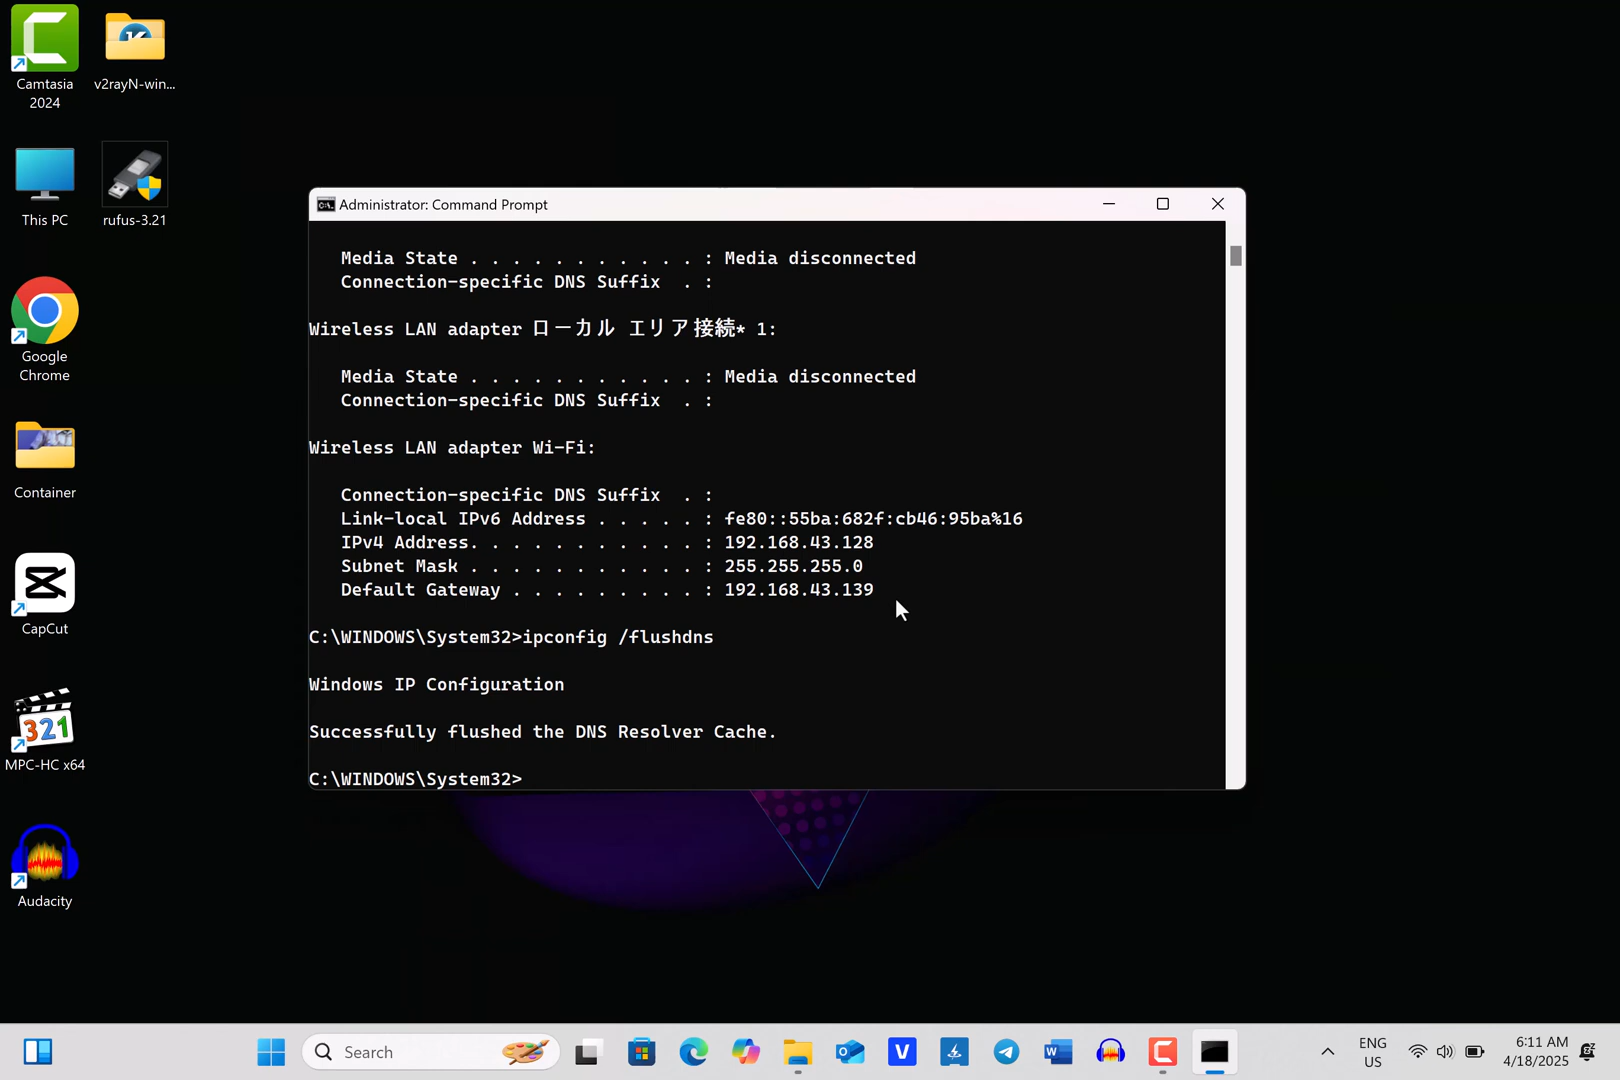 Camtasia
2024
v2rayN-win...
This PC
rufus-3.21
Google
Chrome
Container
CapCut
321
MPC-HC x64
Audacity
Administrator: Command Prompt
Media State . . . . . . . . . . . : Media disconnected
Connection-specific DNS Suffix  . :
Wireless LAN adapter ローカル エリア接続* 1:
Media State . . . . . . . . . . . : Media disconnected
Connection-specific DNS Suffix  . :
Wireless LAN adapter Wi-Fi:
Connection-specific DNS Suffix  . :
Link-local IPv6 Address . . . . . : fe80::55ba:682f:cb46:95ba%16
IPv4 Address. . . . . . . . . . . : 192.168.43.128
Subnet Mask . . . . . . . . . . . : 255.255.255.0
Default Gateway . . . . . . . . . : 192.168.43.139
C:\WINDOWS\System32>ipconfig /flushdns
Windows IP Configuration
Successfully flushed the DNS Resolver Cache.
C:\WINDOWS\System32>
Search
ENG
US
6:11 AM
4/18/2025